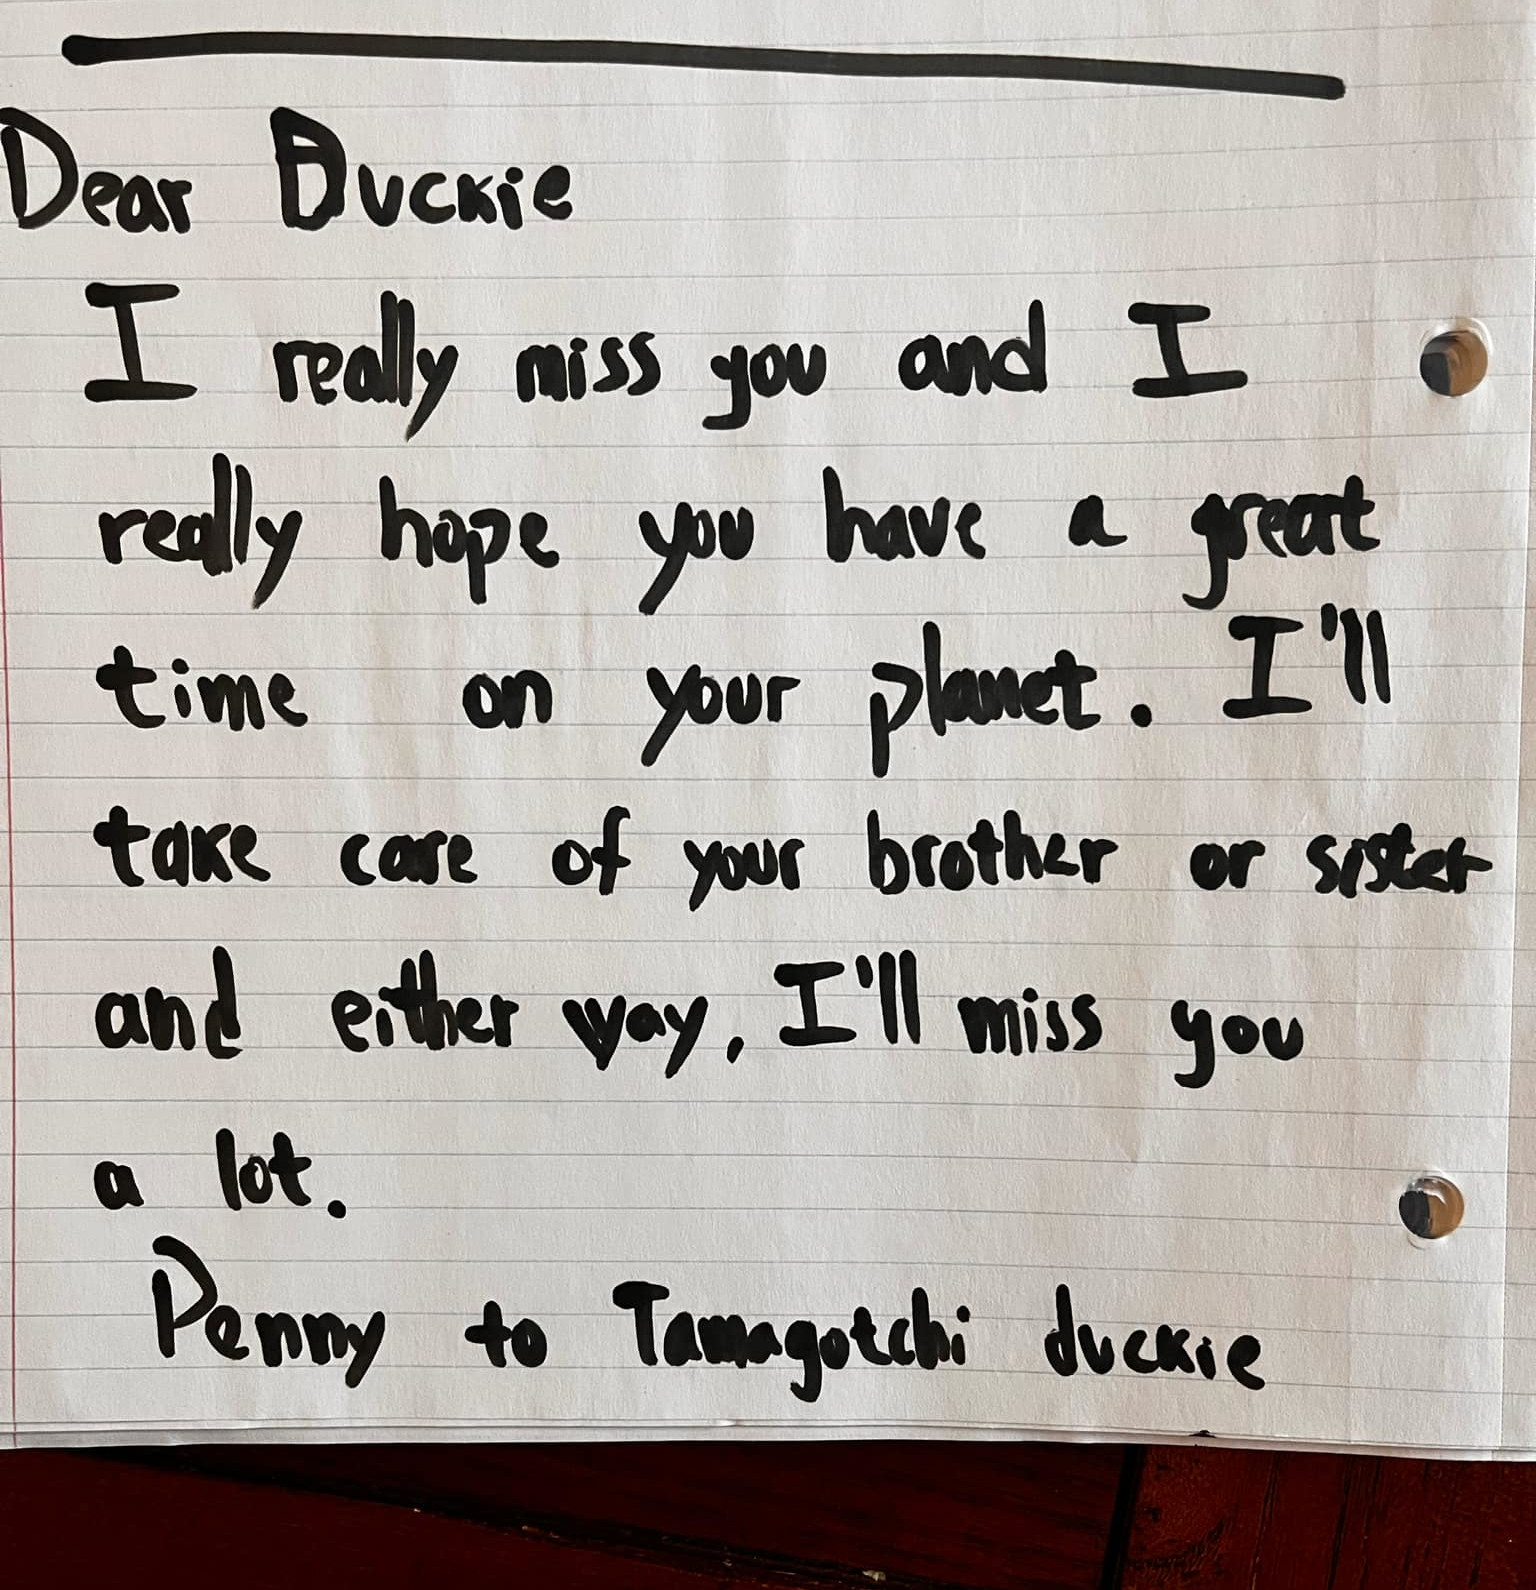 Dear Duckie
I really miss you and I
really hope you have a great
time on your planet. I'll
take care of your brother or sister
and either way, I'll miss you
a lot.
Penny to Tamagotchi duckie